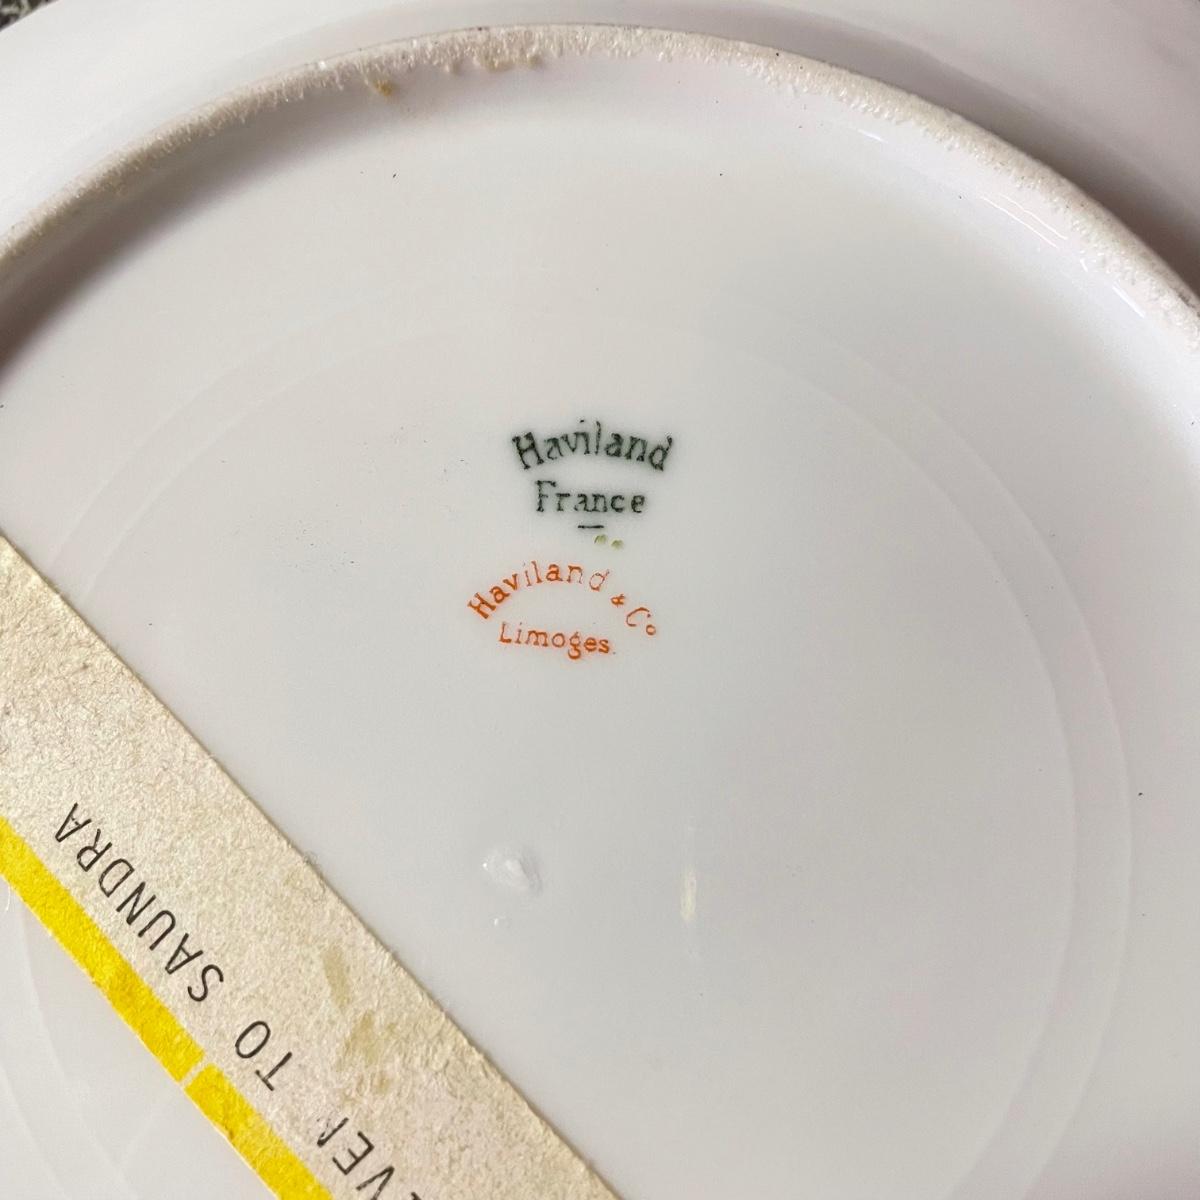 Haviland
France
Haviland & Co
Limoges.
TO SAUNDRA